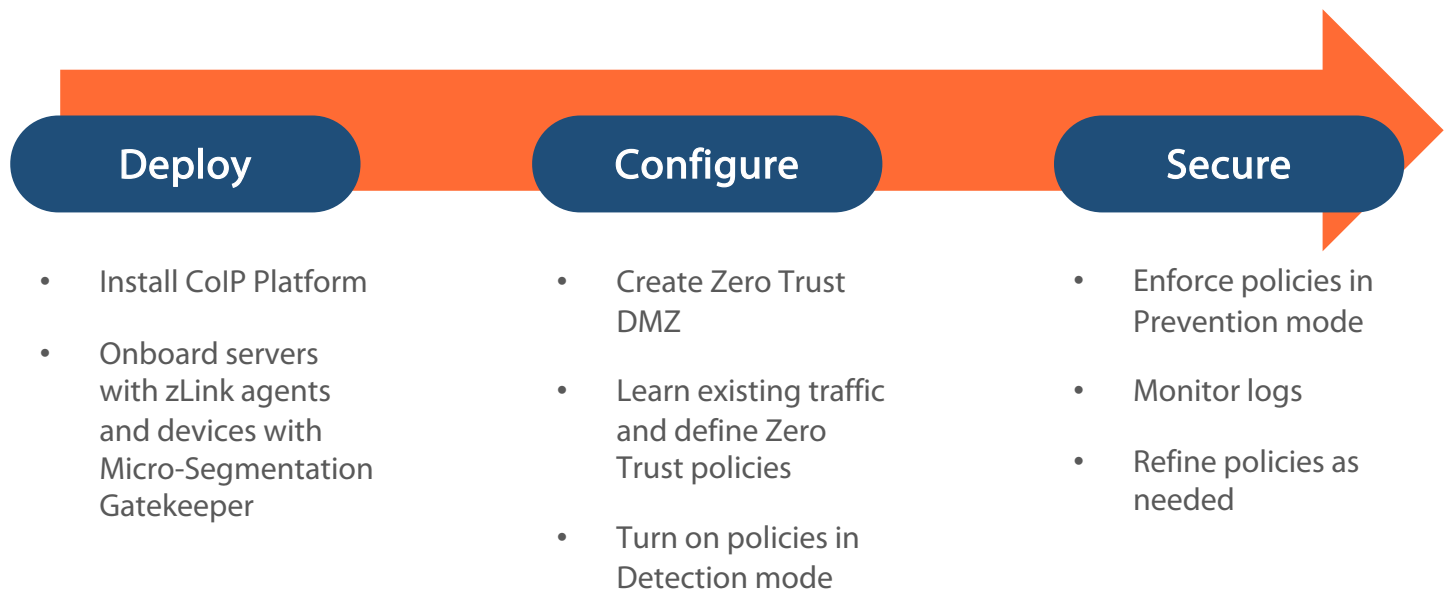 Deploy
• Install CoIP Platform
• Onboard servers
with zLink agents
and devices with
Micro-Segmentation
Gatekeeper
Configure
• Create Zero Trust
DMZ
• Learn existing traffic
and define Zero
Trust policies
• Turn on policies in
Detection mode
Secure
• Enforce policies in
Prevention mode
• Monitor logs
• Refine policies as
needed